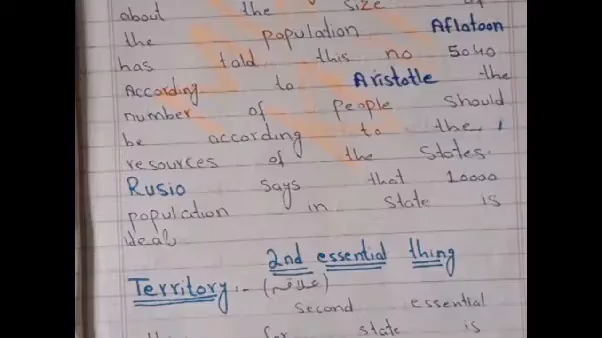 about the size of
the population Aflatoon
has told this no 5040
According to Aristotle the
number of people should
be according to the
resources of the states.
Rusio says that 10000
population in state is
ideal
2nd essential thing
Territory :- (علاقہ)
second essential
for state is